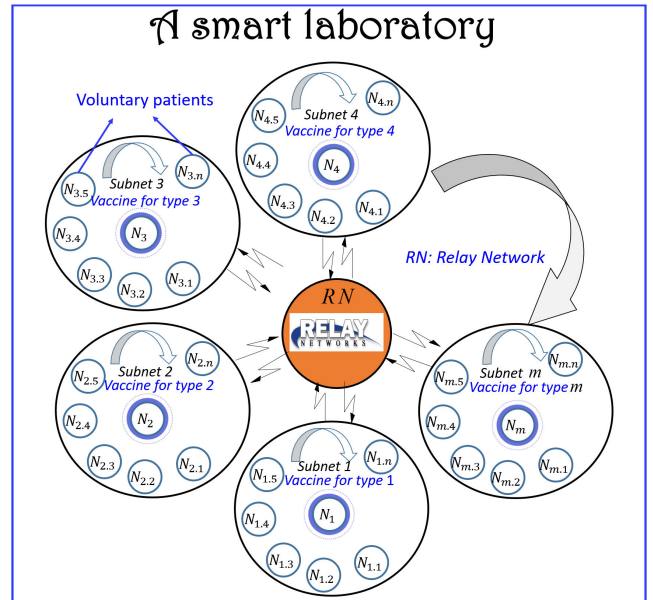 A smart laboratory
Voluntary patients
Subnet 4
Vaccine for type 4
N₄
N₄.₁
N₄.₂
N₄.₃
N₄.₄
N₄.₅
N₄.ₙ
Subnet 3
Vaccine for type 3
N₃
N₃.₁
N₃.₂
N₃.₃
N₃.₄
N₃.₅
N₃.ₙ
RN: Relay Network
RN
RELAY
NETWORKS
Subnet 2
Vaccine for type 2
N₂
N₂.₁
N₂.₂
N₂.₃
N₂.₄
N₂.₅
N₂.ₙ
Subnet m
Vaccine for type m
Nₘ
Nₘ.₁
Nₘ.₂
Nₘ.₃
Nₘ.₄
Nₘ.₅
Nₘ.ₙ
Subnet 1
Vaccine for type 1
N₁
N₁.₁
N₁.₂
N₁.₃
N₁.₄
N₁.₅
N₁.ₙ